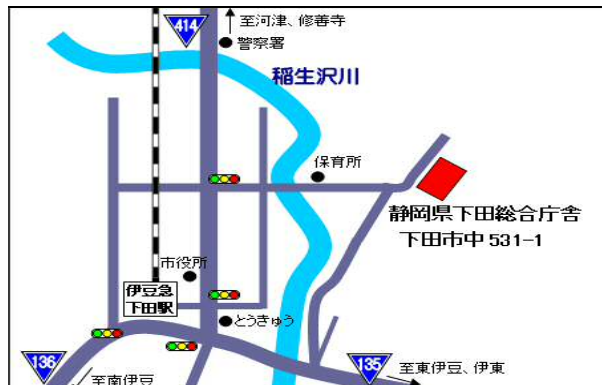 414
至河津、修善寺
警察署
稲生沢川
保育所
静岡県下田総合庁舎
下田市中531-1
市役所
伊豆急
下田駅
とうきゅう
136
至南伊豆
135
至東伊豆、伊東